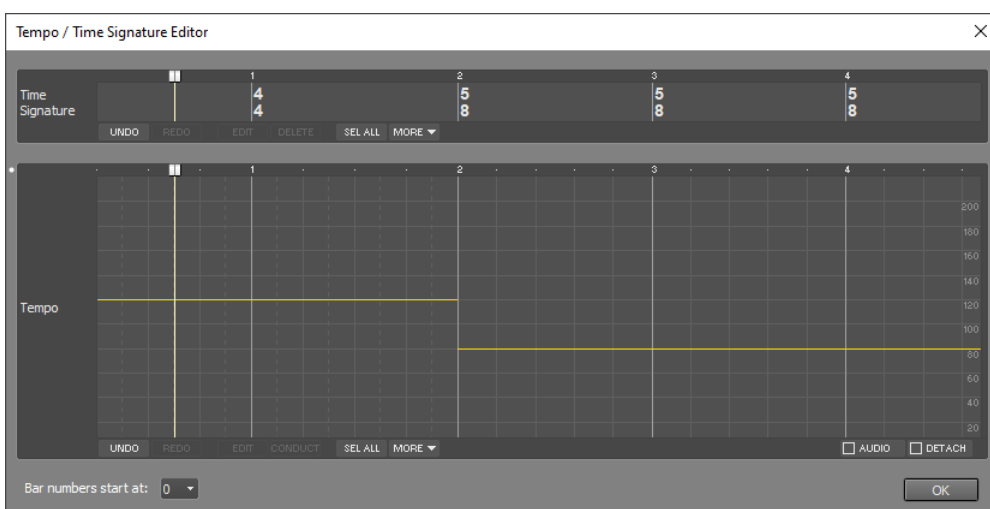 Tempo / Time Signature Editor
1 2 3 4
Time Signature
4 5 5 5
4 8 8 8
UNDO REDO EDIT DELETE SEL ALL MORE
1 2 3 4
200
180
160
140
Tempo
120
100
80
60
40
20
UNDO REDO EDIT CONDUCT SEL ALL MORE AUDIO DETACH
Bar numbers start at: 0 OK